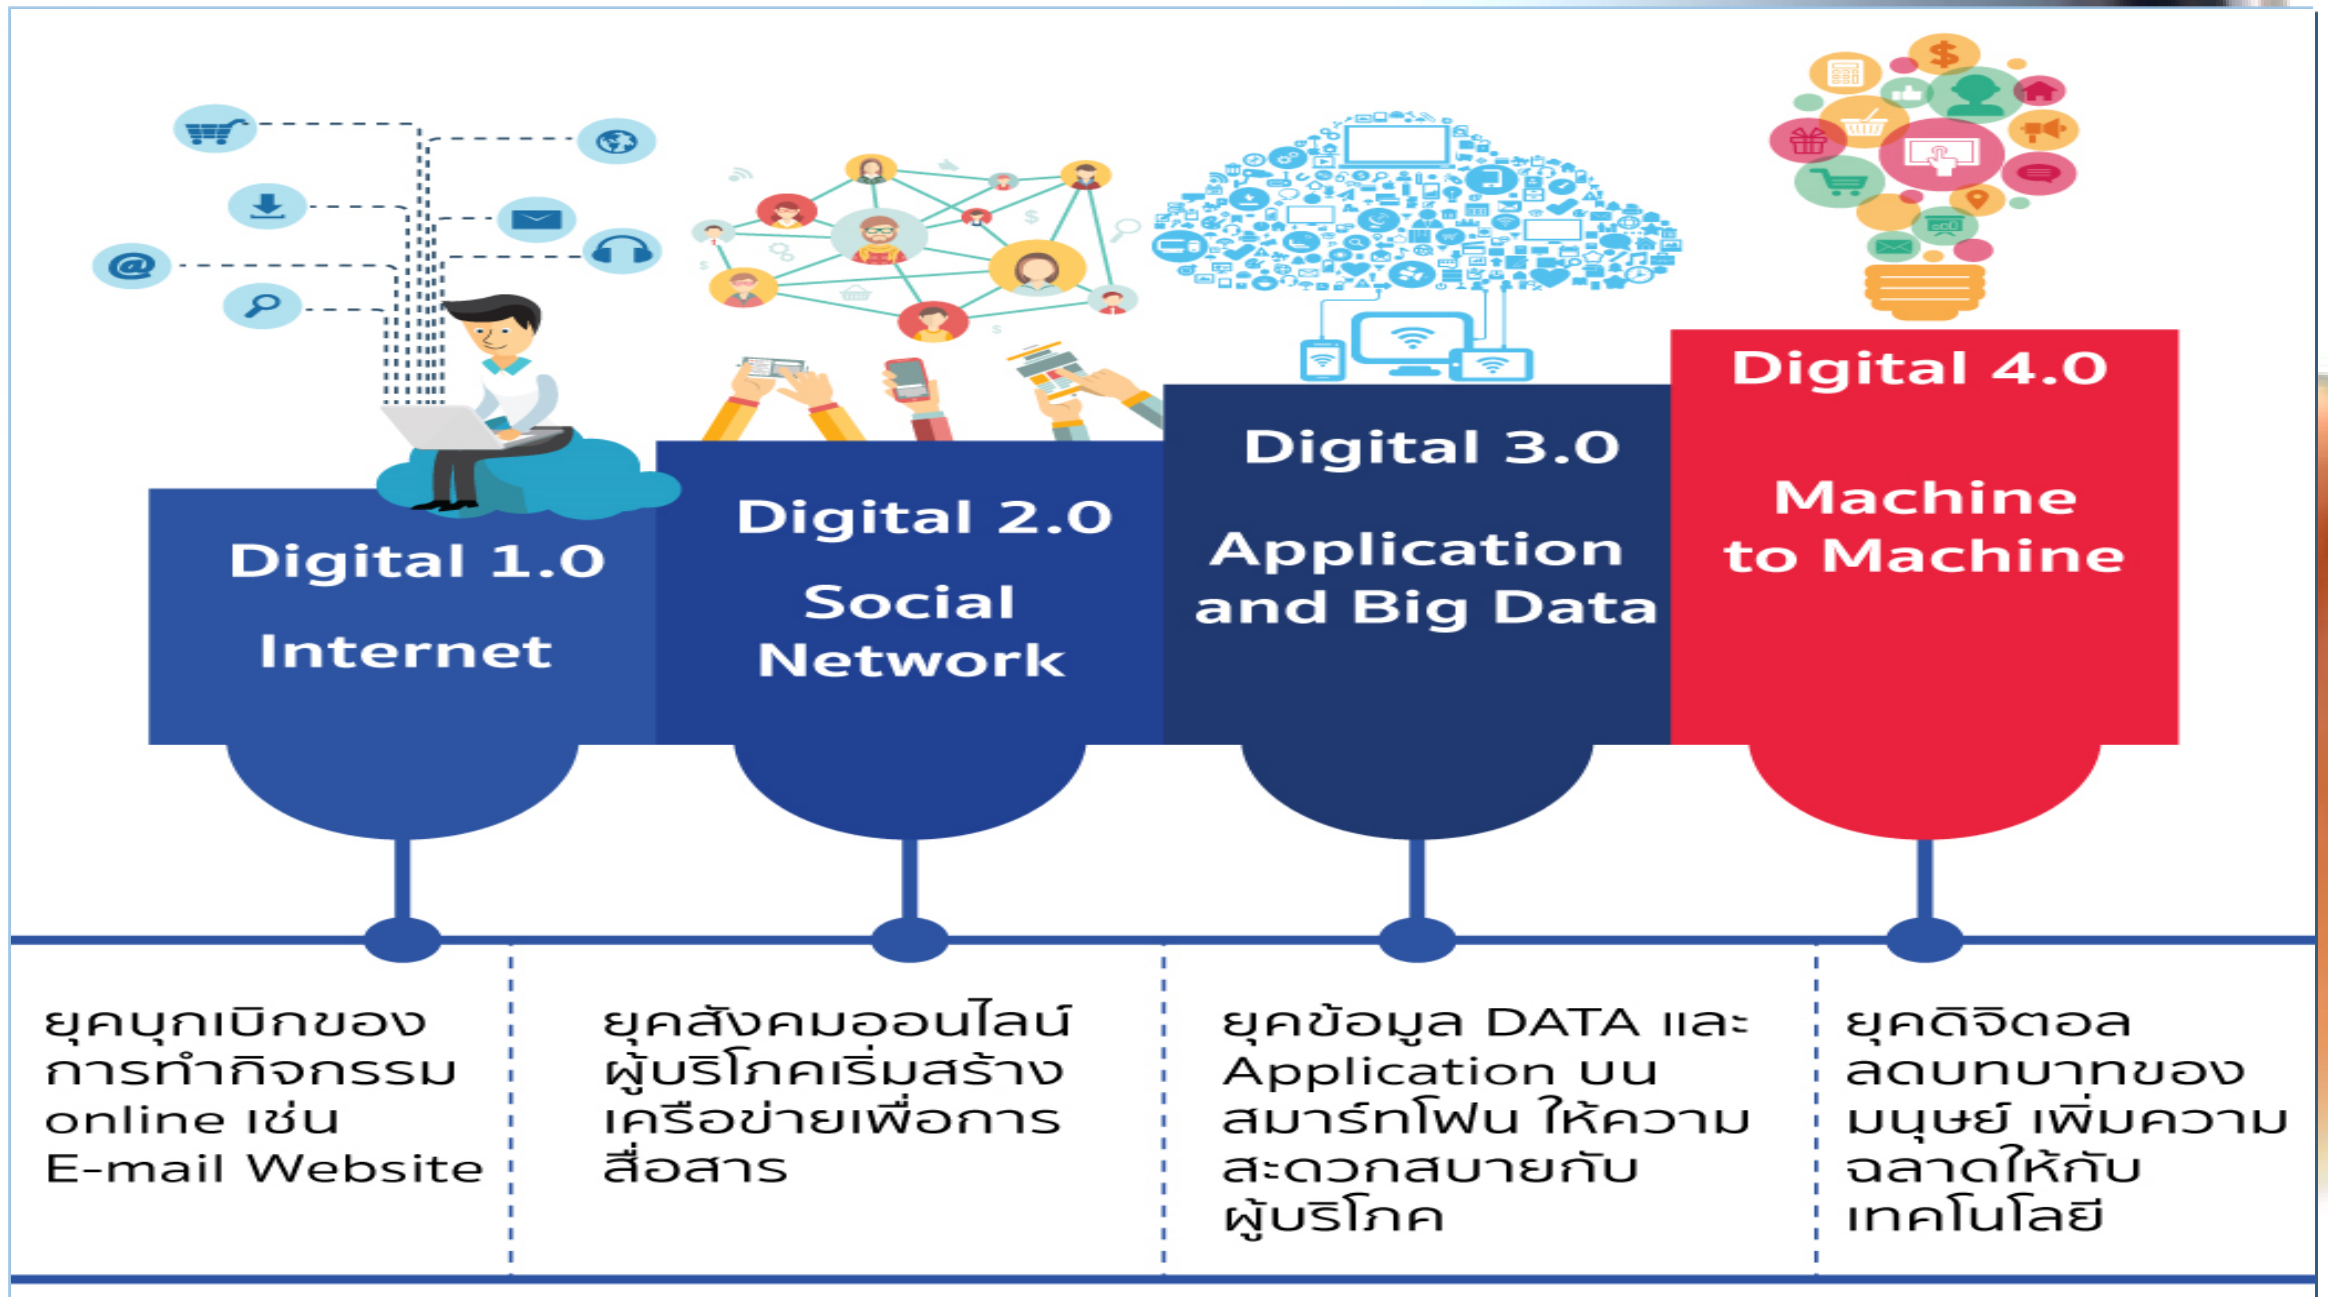 Digital 1.0
Internet
Digital 2.0
Social
Network
Digital 3.0
Application
and Big Data
Digital 4.0
Machine
to Machine
ยุคบุกเบิกของ
การทำกิจกรรม
online เช่น
E-mail Website
ยุคสังคมออนไลน์
ผู้บริโภคเริ่มสร้าง
เครือข่ายเพื่อการ
สื่อสาร
ยุคข้อมูล DATA และ
Application บน
สมาร์ทโฟน ให้ความ
สะดวกสบายกับ
ผู้บริโภค
ยุคดิจิตอล
ลดบทบาทของ
มนุษย์ เพิ่มความ
ฉลาดให้กับ
เทคโนโลยี